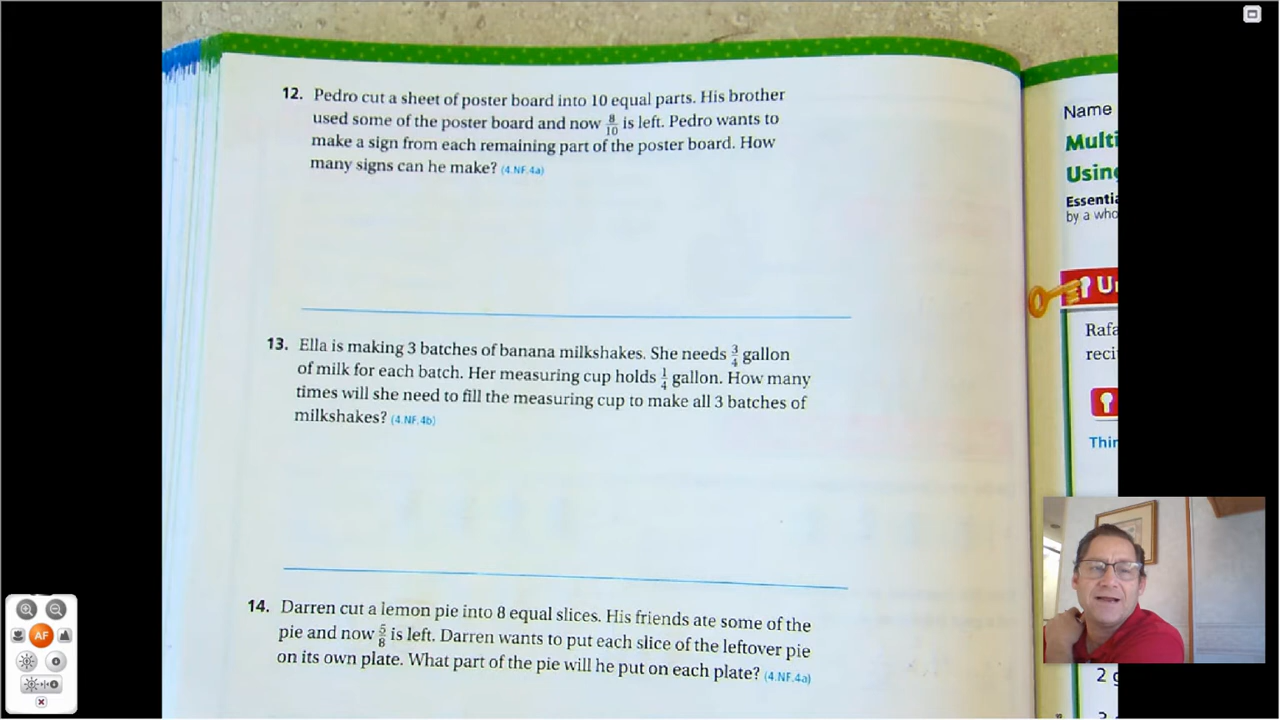 12. Pedro cut a sheet of poster board into 10 equal parts. His brother
used some of the poster board and now 8/10 is left. Pedro wants to
make a sign from each remaining part of the poster board. How
many signs can he make? (4.NF.4a)
13. Ella is making 3 batches of banana milkshakes. She needs 3/4 gallon
of milk for each batch. Her measuring cup holds 1/4 gallon. How many
times will she need to fill the measuring cup to make all 3 batches of
milkshakes? (4.NF.4b)
14. Darren cut a lemon pie into 8 equal slices. His friends ate some of the
pie and now 5/8 is left. Darren wants to put each slice of the leftover pie
on its own plate. What part of the pie will he put on each plate? (4.NF.4a)
Name
Multi
Using
Essentia
by a who
Un
Rafa
reci
Thin
2 g
AF